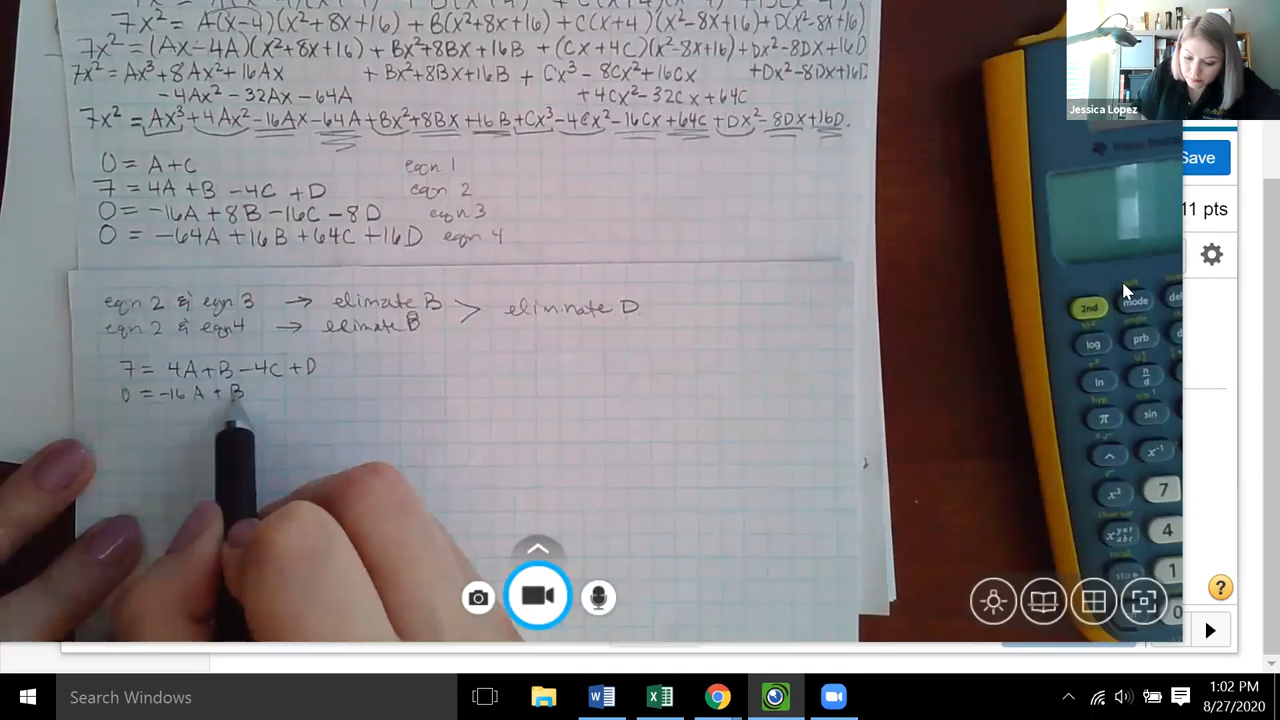 7x² = A(x-4)(x²+8x+16) + B(x²+8x+16) + C(x+4)(x²-8x+16) + D(x²-8x+16)
7x² = (Ax-4A)(x²+8x+16) + Bx²+8Bx+16B + (Cx+4C)(x²-8x+16) + Dx²-8Dx+16D
7x² = Ax³+8Ax²+16Ax + Bx²+8Bx+16B + Cx³-8Cx²+16Cx +Dx²-8Dx+16D
-4Ax²-32Ax-64A +4Cx²-32Cx+64C
7x² = Ax³+4Ax²-16Ax-64A+Bx²+8Bx+16B+Cx³-4Cx²-16Cx+64C+Dx²-8Dx+16D.
0 = A+C eqn 1
7 = 4A+B-4C+D eqn 2
0 = -16A+8B-16C-8D eqn 3
0 = -64A+16B+64C+16D eqn 4
eqn 2 & eqn 3 → elimate B > eliminate D.
eqn 2 & eqn4 → elimate B
7 = 4A+B-4C+D
0 = -16A+B
Jessica Lopez
Save
11 pts
2nd
mode
log
prb
ln
n/d
π
sin
^
x⁻¹
x²
7
4
1
0
?
Search Windows
1:02 PM
8/27/2020